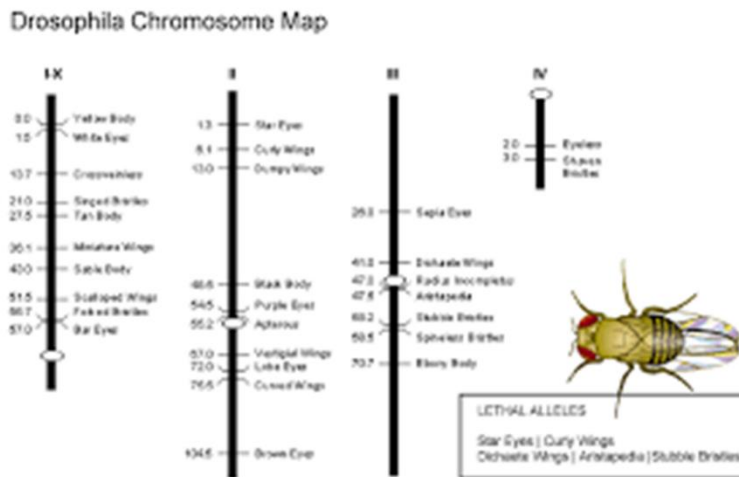 Drosophila Chromosome Map
I-X
II
III
IV
0.0 Yellow Body
1.5 White Eyes
13.7 Crossveinless
21.0 Singed Bristles
27.5 Tan Body
36.1 Miniature Wings
43.0 Sable Body
51.5 Scalloped Wings
56.7 Forked Bristles
57.0 Bar Eyes
1.3 Star Eyes
6.1 Curly Wings
13.0 Dumpy Wings
48.5 Black Body
54.5 Purple Eyes
55.2 Apterous
67.0 Vestigial Wings
72.0 Lobe Eyes
75.5 Curved Wings
104.5 Brown Eyes
26.0 Sepia Eyes
41.0 Dichaete Wings
47.0 Radius Incompletus
47.5 Aristapedia
58.2 Stubble Bristles
58.5 Spineless Bristles
70.7 Ebony Body
2.0 Eyeless
3.0 Shaven
Bristles
LETHAL ALLELES
Star Eyes | Curly Wings
Dichaete Wings | Aristapedia | Stubble Bristles